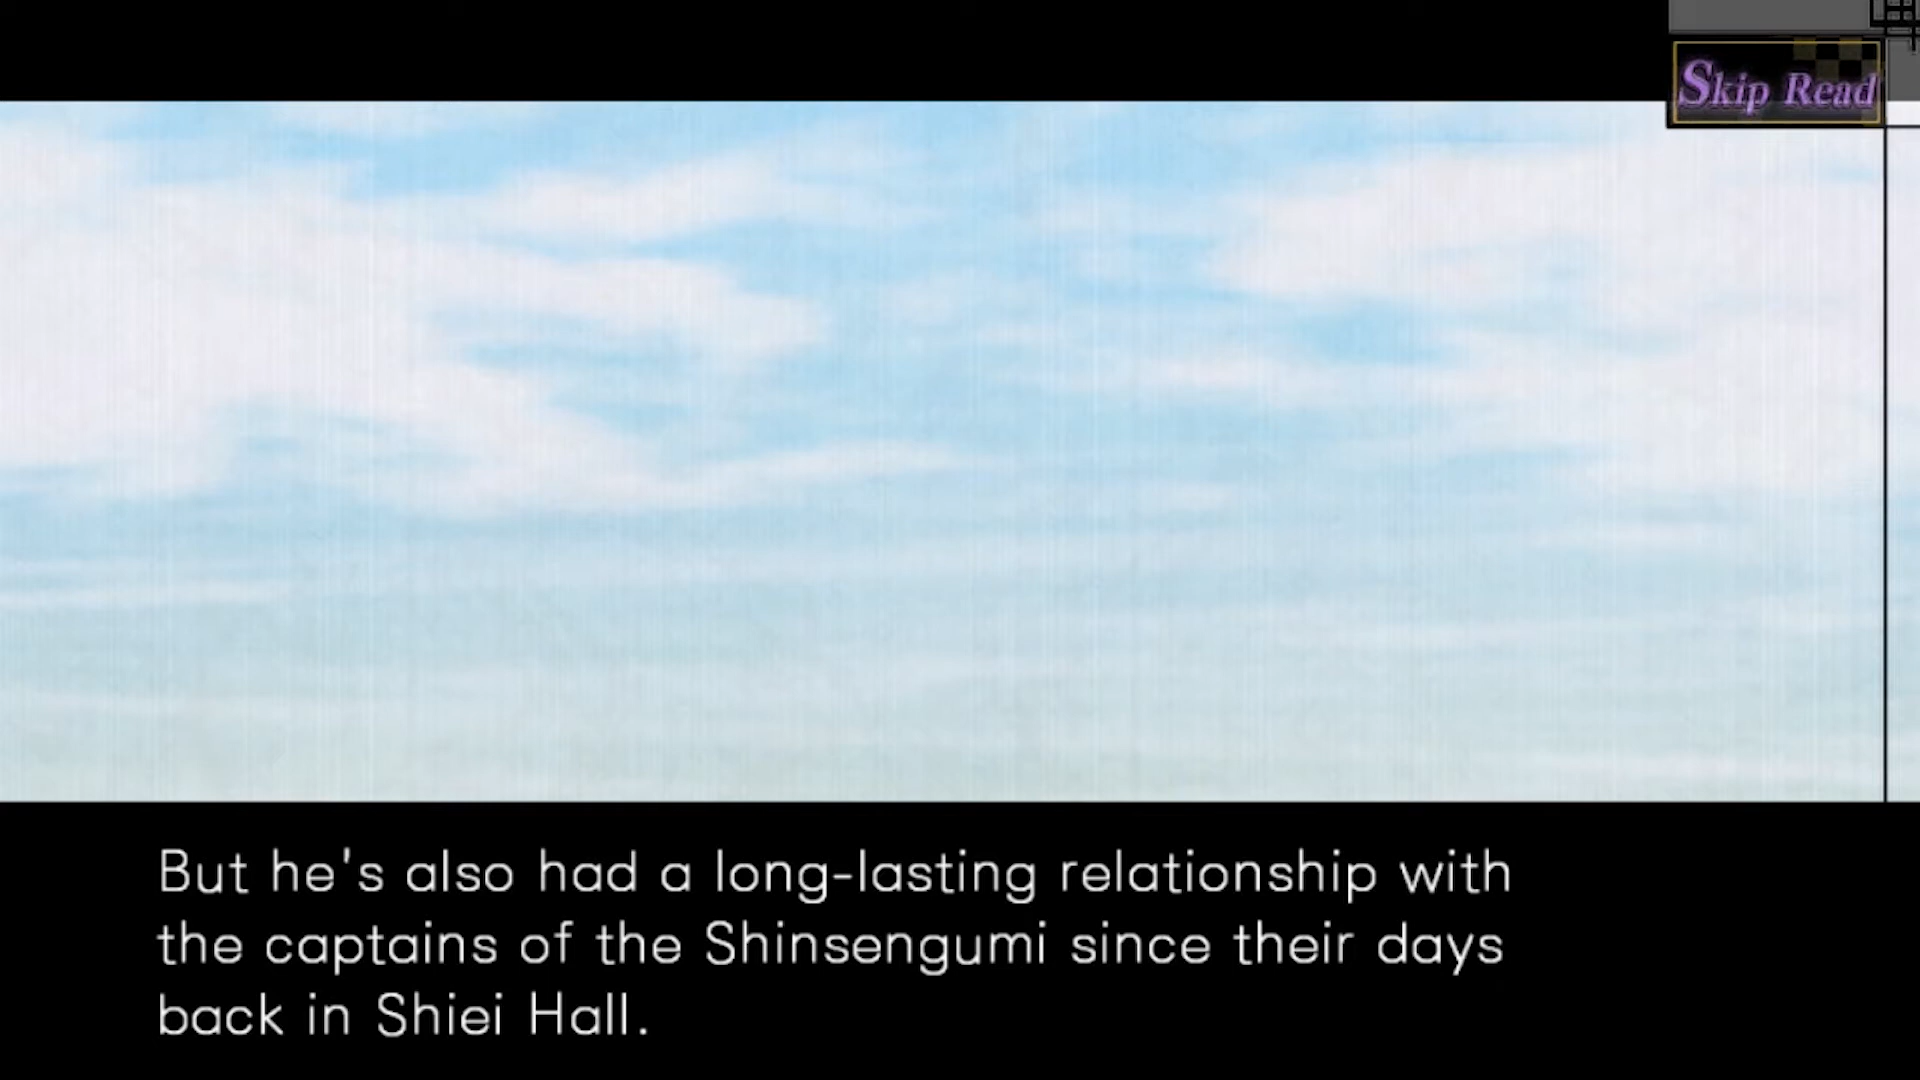 Skip Read
But he's also had a long-lasting relationship with
the captains of the Shinsengumi since their days
back in Shiei Hall.